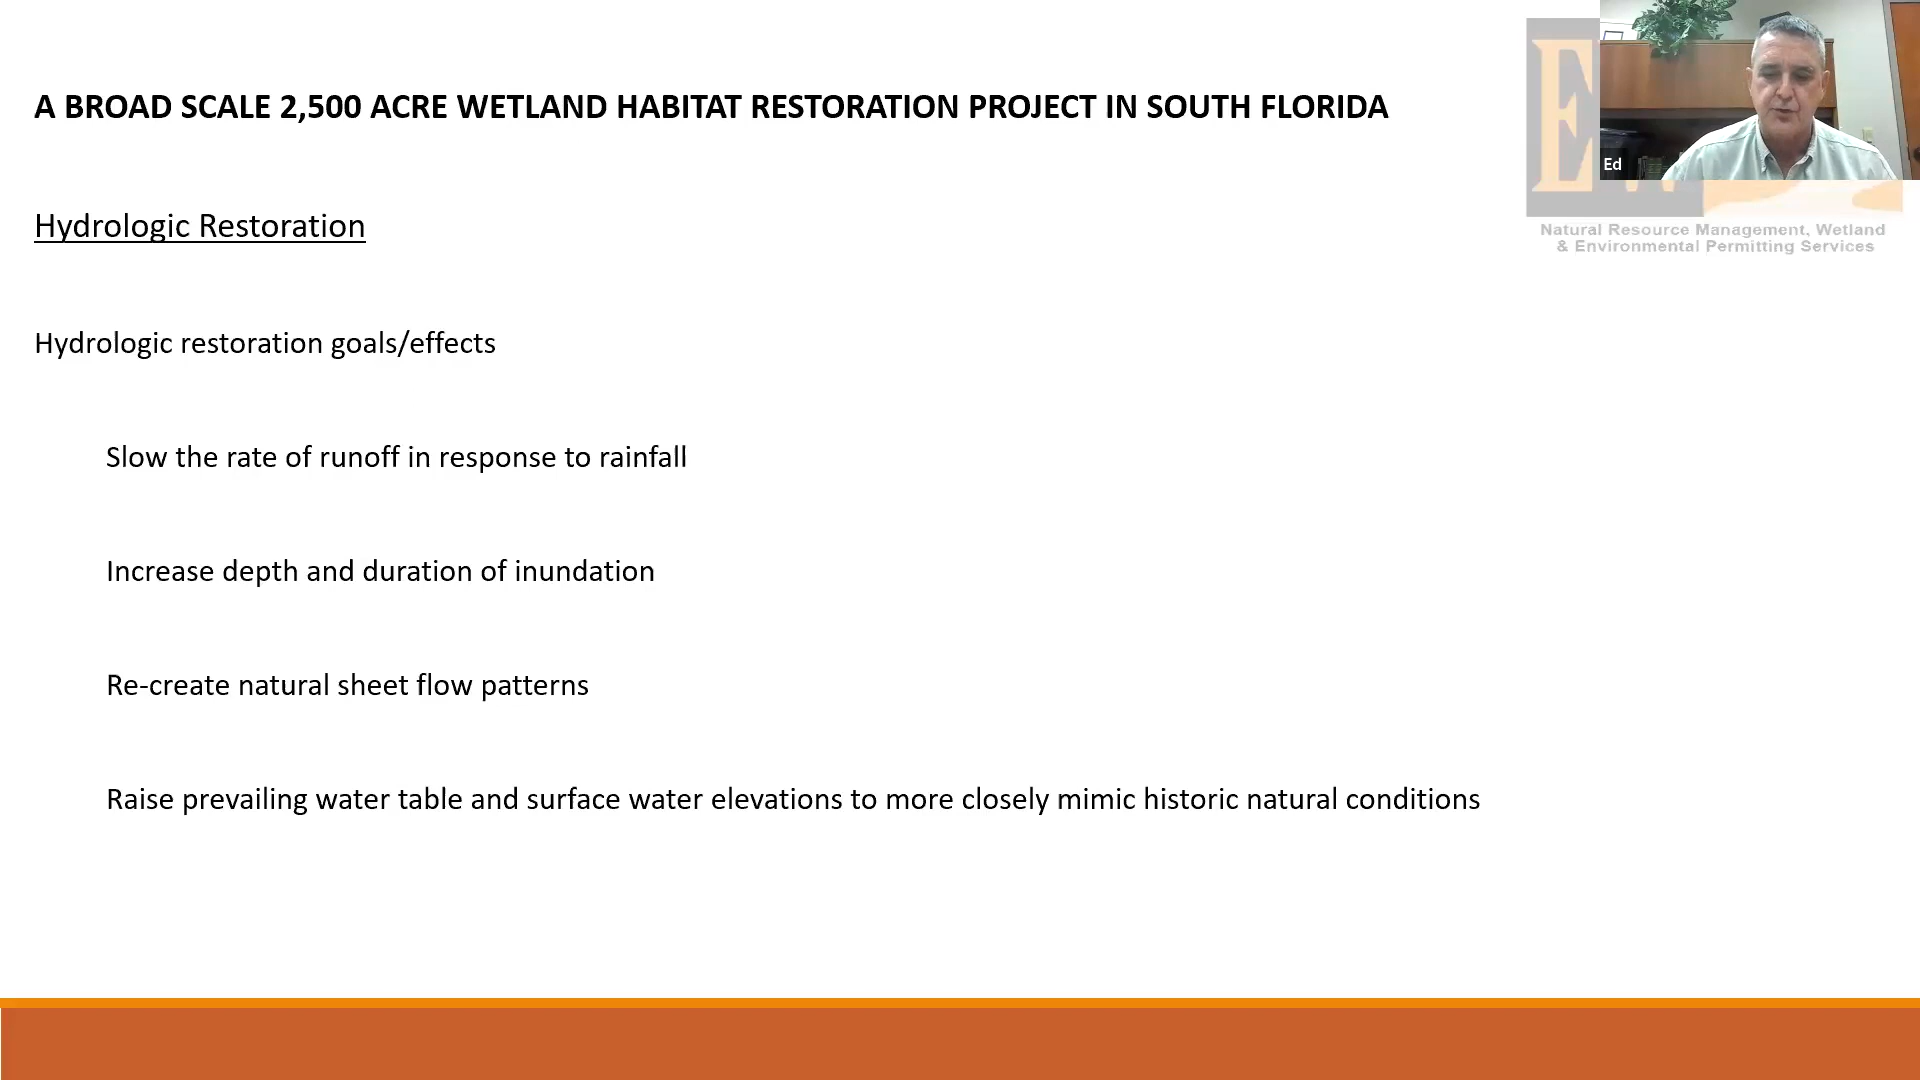 A BROAD SCALE 2,500 ACRE WETLAND HABITAT RESTORATION PROJECT IN SOUTH FLORIDA
Ed
Natural Resource Management, Wetland
& Environmental Permitting Services
Hydrologic Restoration
Hydrologic restoration goals/effects
Slow the rate of runoff in response to rainfall
Increase depth and duration of inundation
Re-create natural sheet flow patterns
Raise prevailing water table and surface water elevations to more closely mimic historic natural conditions